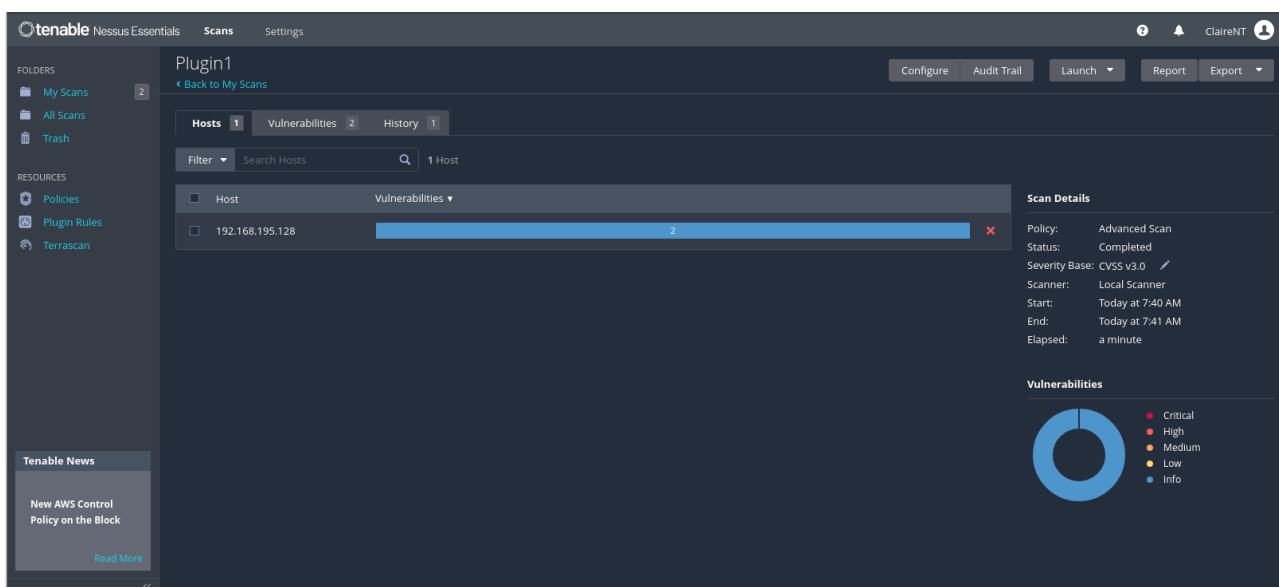 tenable Nessus Essentials Scans Settings ClaireNT
FOLDERS
My Scans 2
All Scans
Trash
RESOURCES
Policies
Plugin Rules
Terrascan
Tenable News
New AWS Control
Policy on the Block
Read More
Plugin1
Back to My Scans
Configure Audit Trail Launch Report Export
Hosts 1 Vulnerabilities 2 History 1
Filter Search Hosts 1 Host
Host Vulnerabilities
192.168.195.128 2
Scan Details
Policy: Advanced Scan
Status: Completed
Severity Base: CVSS v3.0
Scanner: Local Scanner
Start: Today at 7:40 AM
End: Today at 7:41 AM
Elapsed: a minute
Vulnerabilities
Critical
High
Medium
Low
Info